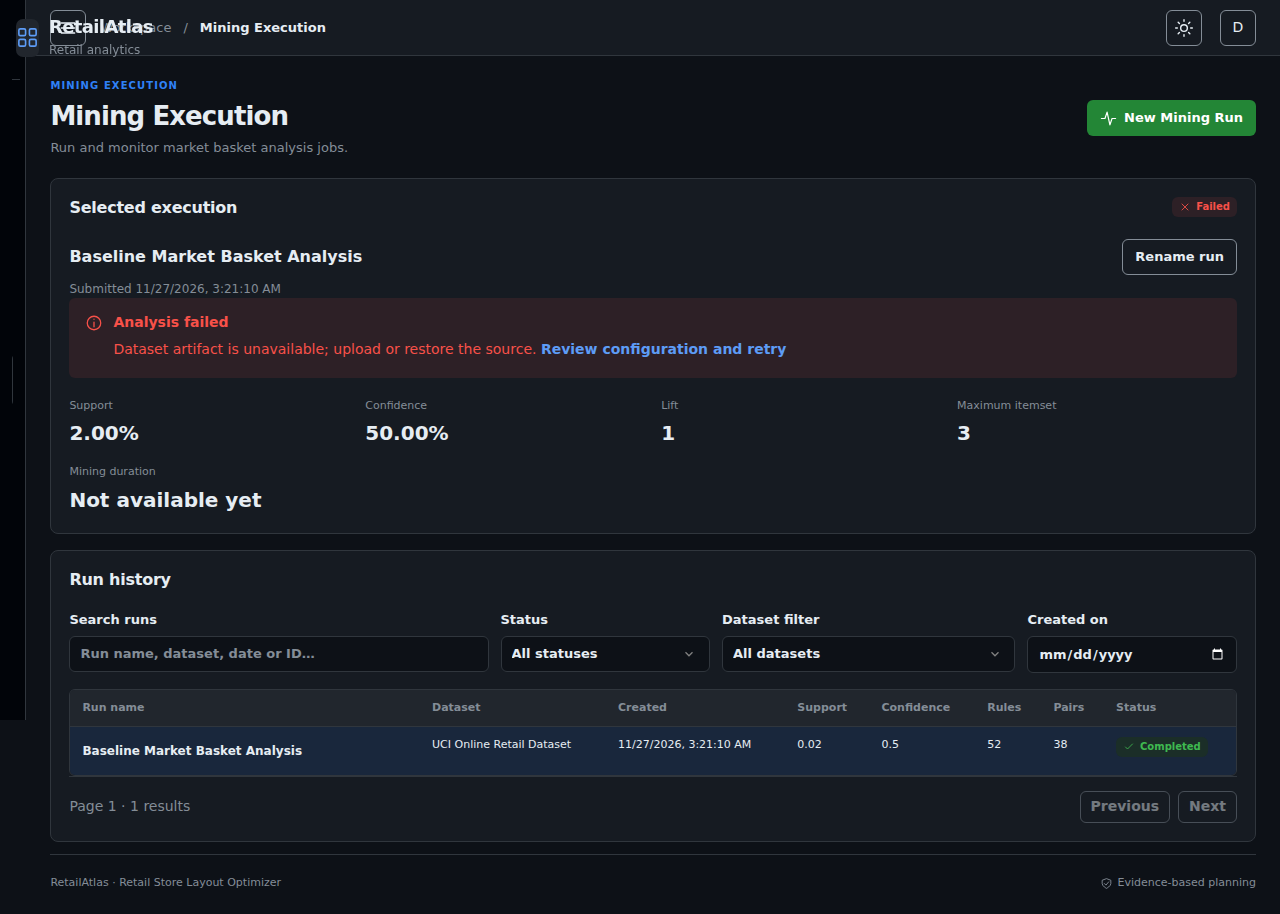 RetailAtlas
/ Mining Execution
D
Retail analytics
MINING EXECUTION
Mining Execution
New Mining Run
Run and monitor market basket analysis jobs.
Selected execution
Failed
Baseline Market Basket Analysis
Rename run
Submitted 11/27/2026, 3:21:10 AM
Analysis failed
Dataset artifact is unavailable; upload or restore the source. Review configuration and retry
Support Confidence Lift Maximum itemset
2.00% 50.00% 1 3
Mining duration
Not available yet
Run history
Search runs Status Dataset filter Created on
Run name, dataset, date or ID… All statuses All datasets mm/dd/yyyy
Run name Dataset Created Support Confidence Rules Pairs Status
Baseline Market Basket Analysis UCI Online Retail Dataset 11/27/2026, 3:21:10 AM 0.02 0.5 52 38 Completed
Page 1 · 1 results Previous Next
RetailAtlas · Retail Store Layout Optimizer Evidence-based planning